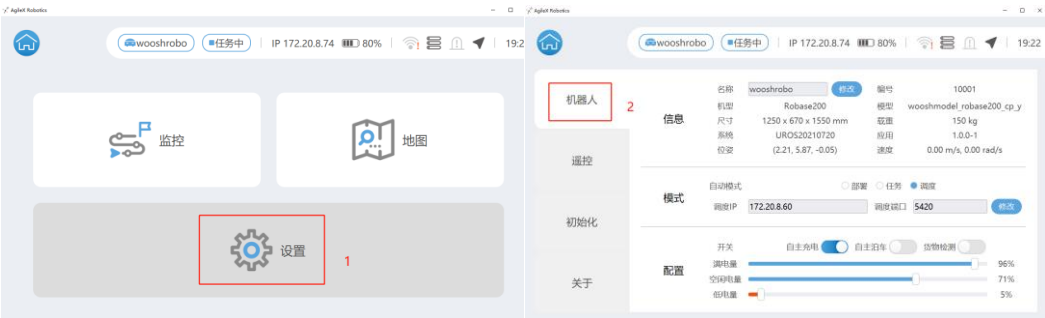 AgileX Robotics
wooshrobo
任务中
IP 172.20.8.74
80%
19:2
监控
地图
设置
1
AgileX Robotics
wooshrobo
任务中
IP 172.20.8.74
80%
19:22
机器人
2
遥控
初始化
关于
信息
名称 wooshrobo 修改 编号 10001
机型 Robase200 模型 wooshmodel_robase200_cp_y
尺寸 1250 x 670 x 1550 mm 载重 150 kg
系统 UROS20210720 应用 1.0.0-1
位姿 (2.21, 5.87, -0.05) 速度 0.00 m/s, 0.00 rad/s
模式
自动模式 部署 任务 调度
调度IP 172.20.8.60 调度端口 5420 修改
配置
开关 自主充电 自主泊车 货物检测
满电量 96%
空闲电量 71%
低电量 5%